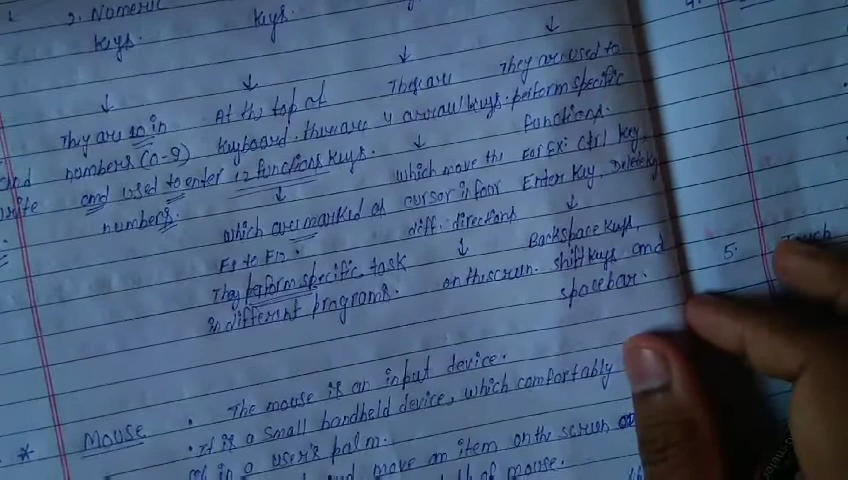 2. Numeric
keys.
keys.
They are 10 in
numbers (0-9)
and used to enter
numbers.
At the top of
keyboard. there are
12 functions keys.
which are marked as
F1 to F12.
They perform specific task
in different programs.
They are
4 arrow keys.
which move the
cursor in four
diff. directions
on the screen.
They are used to
perform specific
functions.
For Ex: Ctrl key,
Enter key, Delete key
Backspace keys,
shift keys and
spacebar.
5. Touch
* Mouse
• The mouse is an input device.
• It is a small handheld device, which comfortably
in a user's palm.
and move an item on the screen
of mouse.